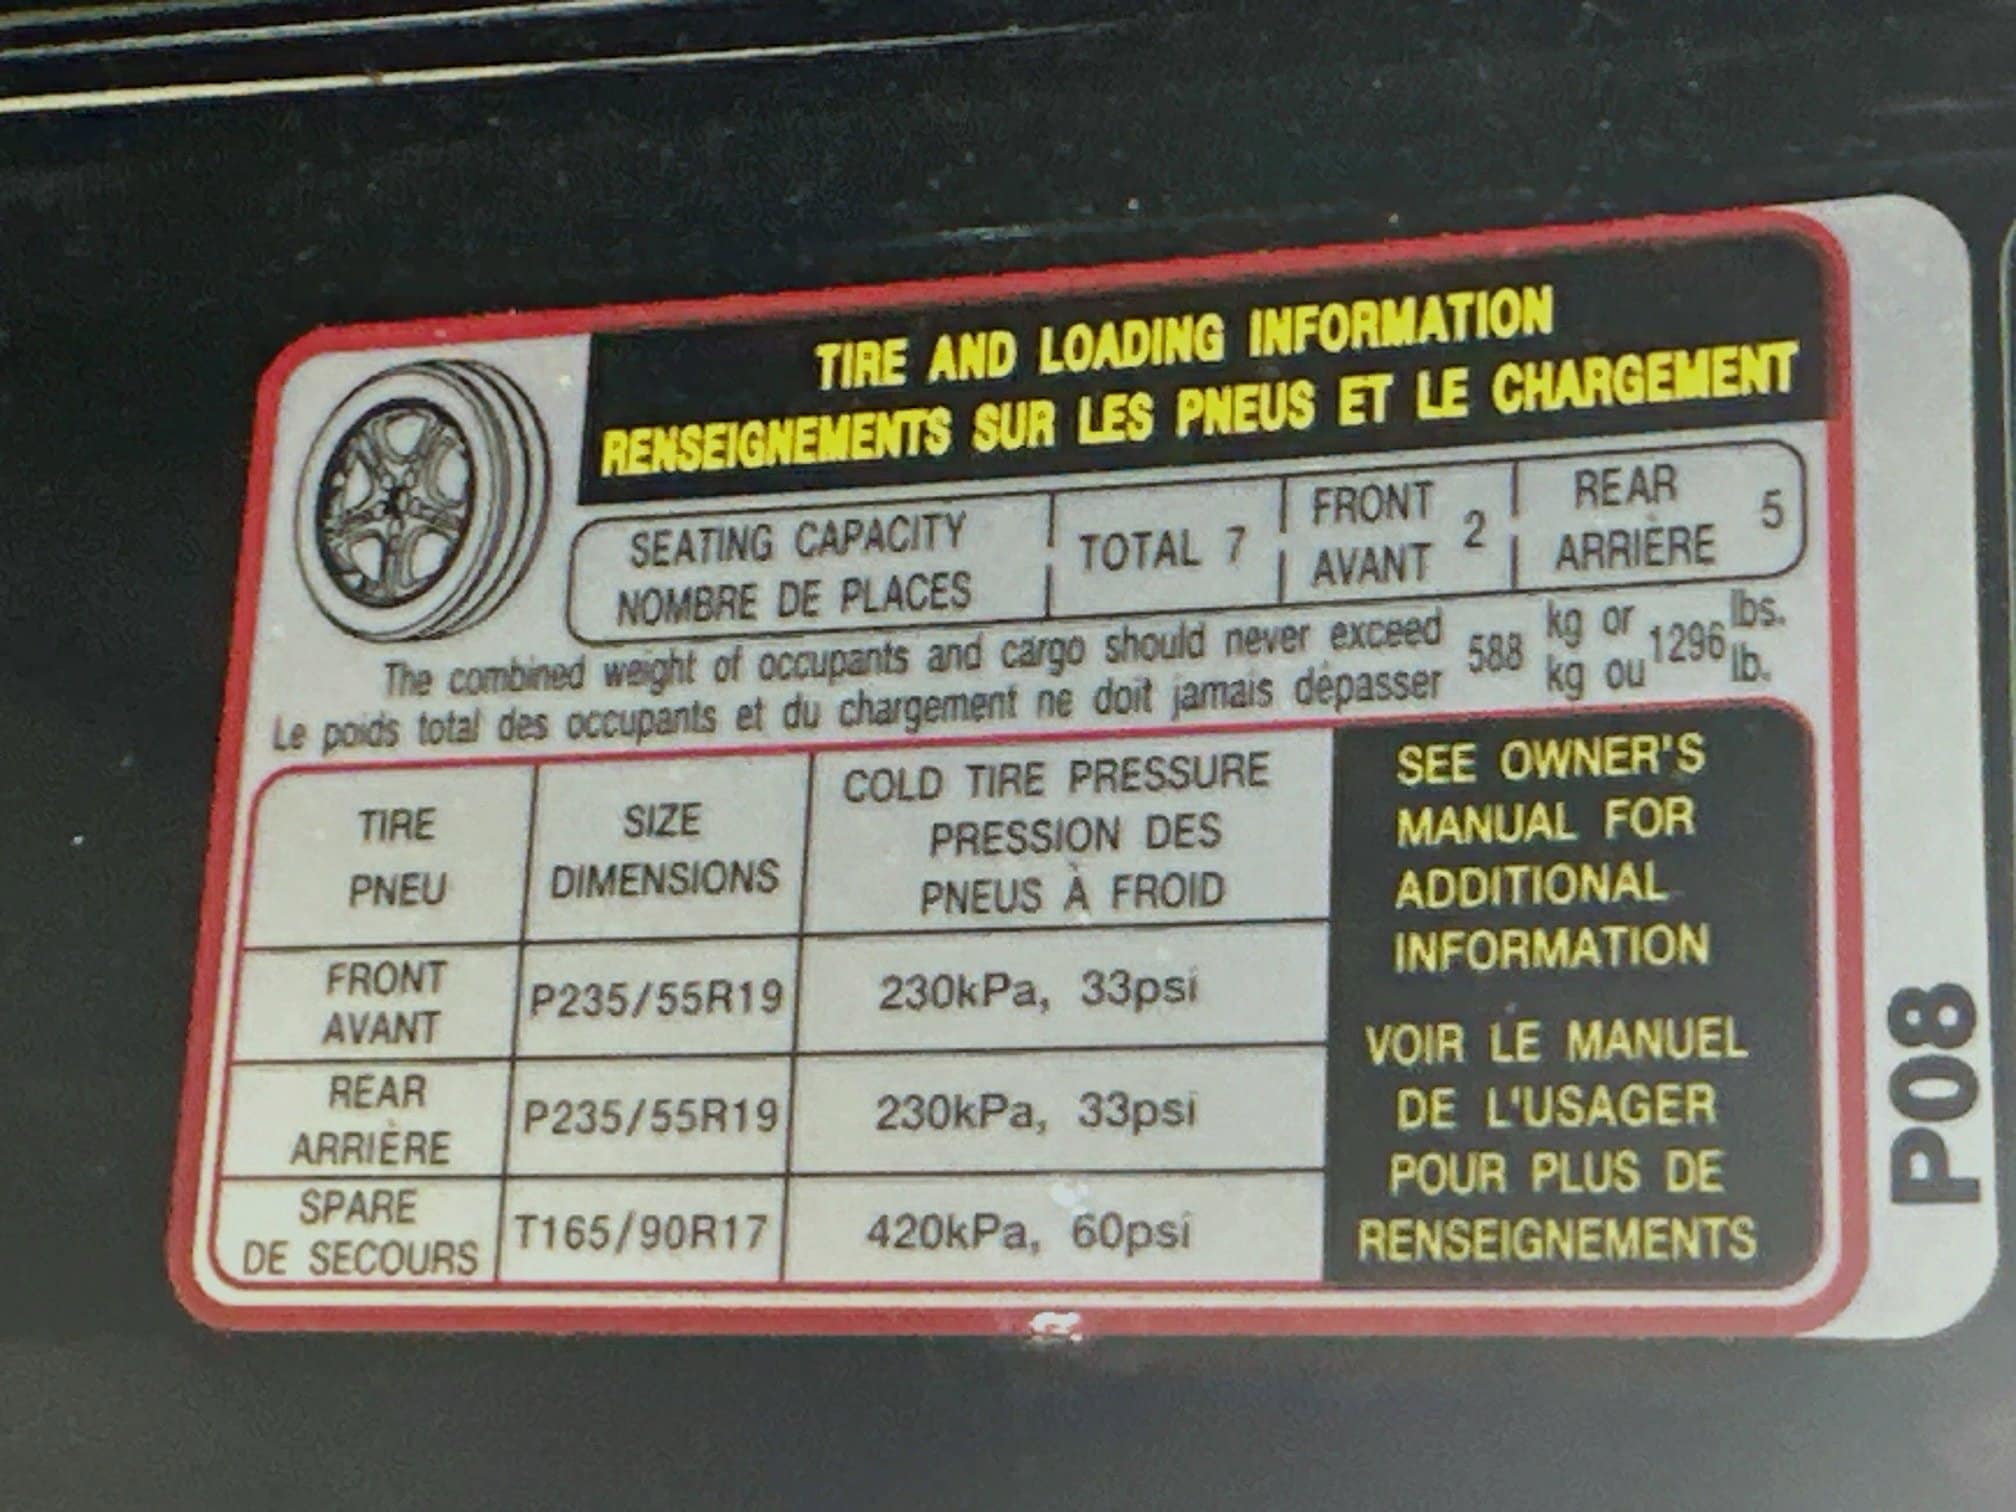 TIRE AND LOADING INFORMATION
RENSEIGNEMENTS SUR LES PNEUS ET LE CHARGEMENT
SEATING CAPACITY
NOMBRE DE PLACES
TOTAL 7
FRONT
AVANT
2
REAR
ARRIÈRE
5
The combined weight of occupants and cargo should never exceed 588 kg or 1296 lbs.
Le poids total des occupants et du chargement ne doit jamais dépasser kg ou lb.
TIRE
PNEU
SIZE
DIMENSIONS
COLD TIRE PRESSURE
PRESSION DES
PNEUS À FROID
FRONT
AVANT
P235/55R19
230kPa, 33psi
REAR
ARRIÈRE
P235/55R19
230kPa, 33psi
SPARE
DE SECOURS
T165/90R17
420kPa, 60psi
SEE OWNER'S
MANUAL FOR
ADDITIONAL
INFORMATION
VOIR LE MANUEL
DE L'USAGER
POUR PLUS DE
RENSEIGNEMENTS
P08